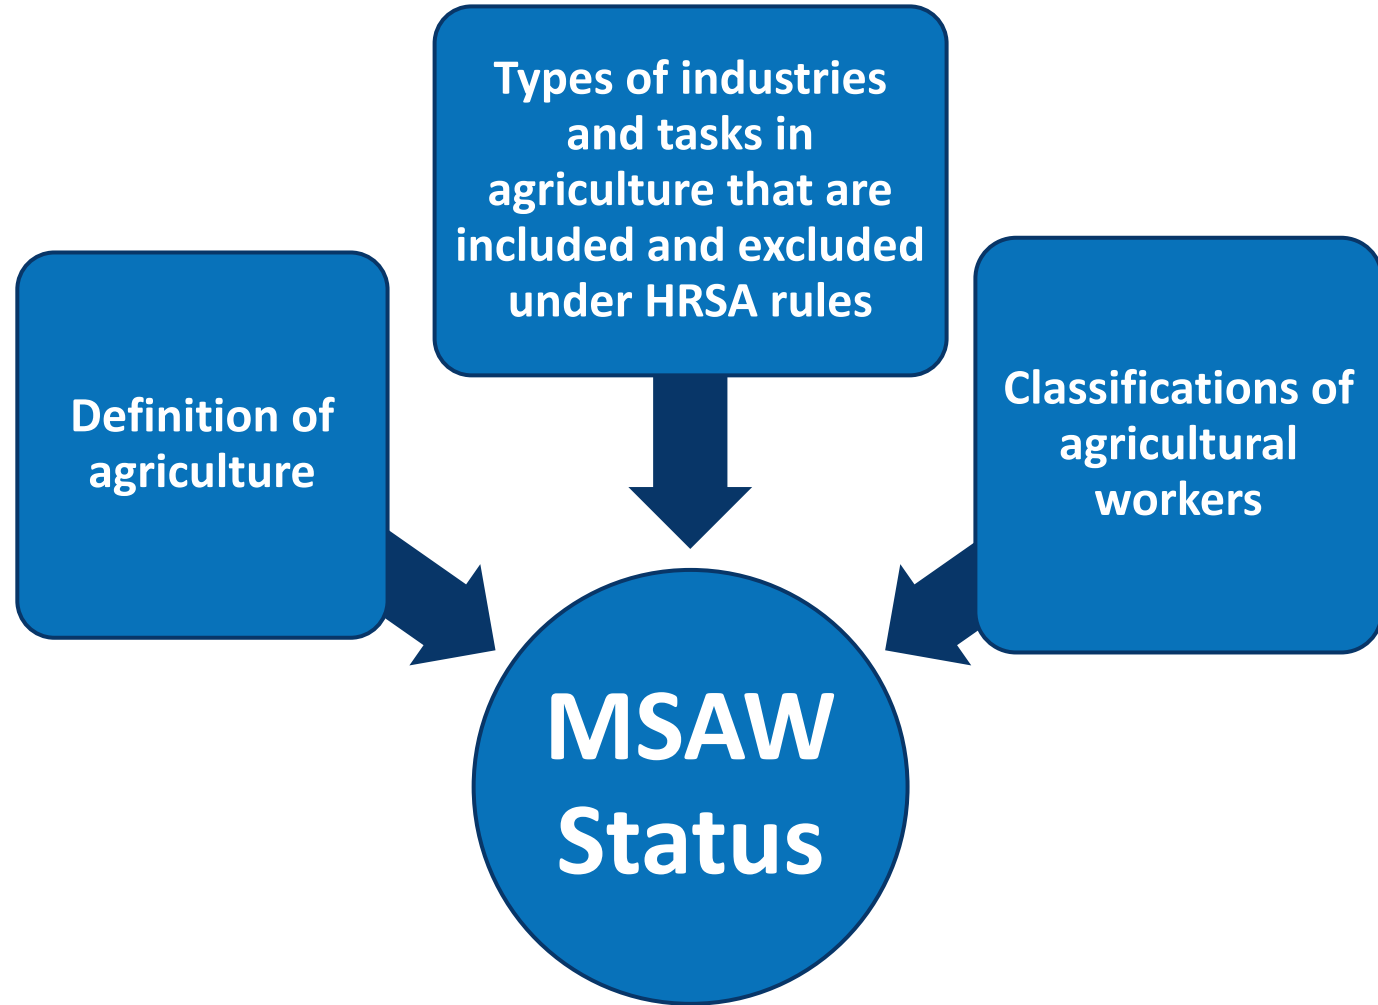 Types of industries
and tasks in
agriculture that are
included and excluded
under HRSA rules
Definition of
agriculture
Classifications of
agricultural
workers
MSAW
Status